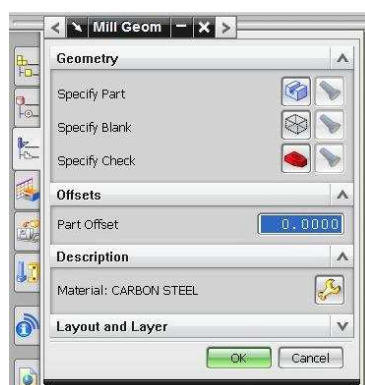 Mill Geom
Geometry
Specify Part
Specify Blank
Specify Check
Offsets
Part Offset 0.0000
Description
Material: CARBON STEEL
Layout and Layer
OK Cancel